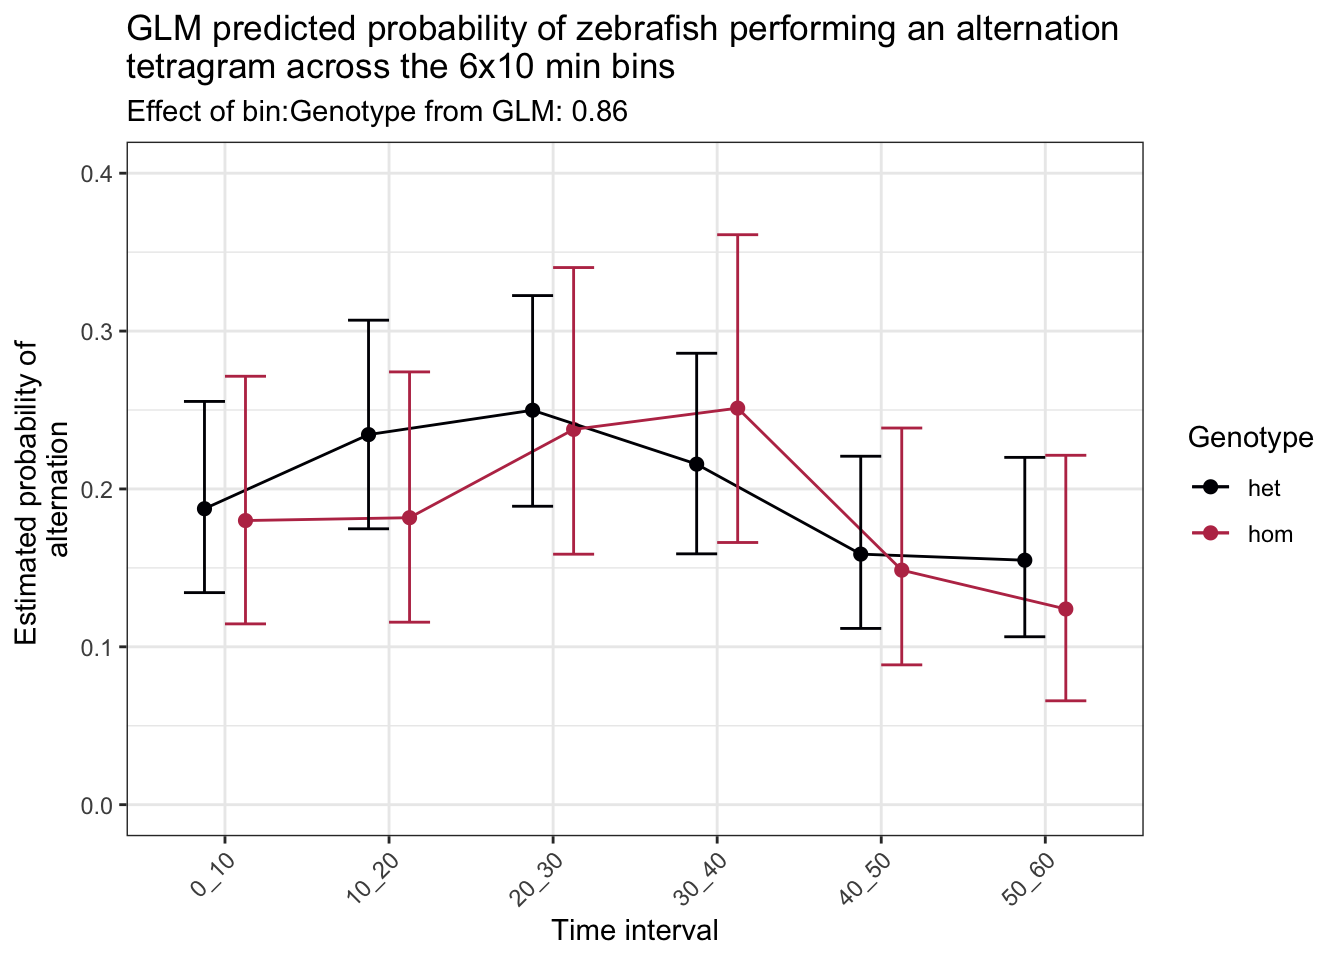 GLM predicted probability of zebrafish performing an alternation
tetragram across the 6x10 min bins
Effect of bin:Genotype from GLM: 0.86
Estimated probability of
alternation
0.4
0.3
0.2
0.1
0.0
0_10
10_20
20_30
30_40
40_50
50_60
Time interval
Genotype
het
hom